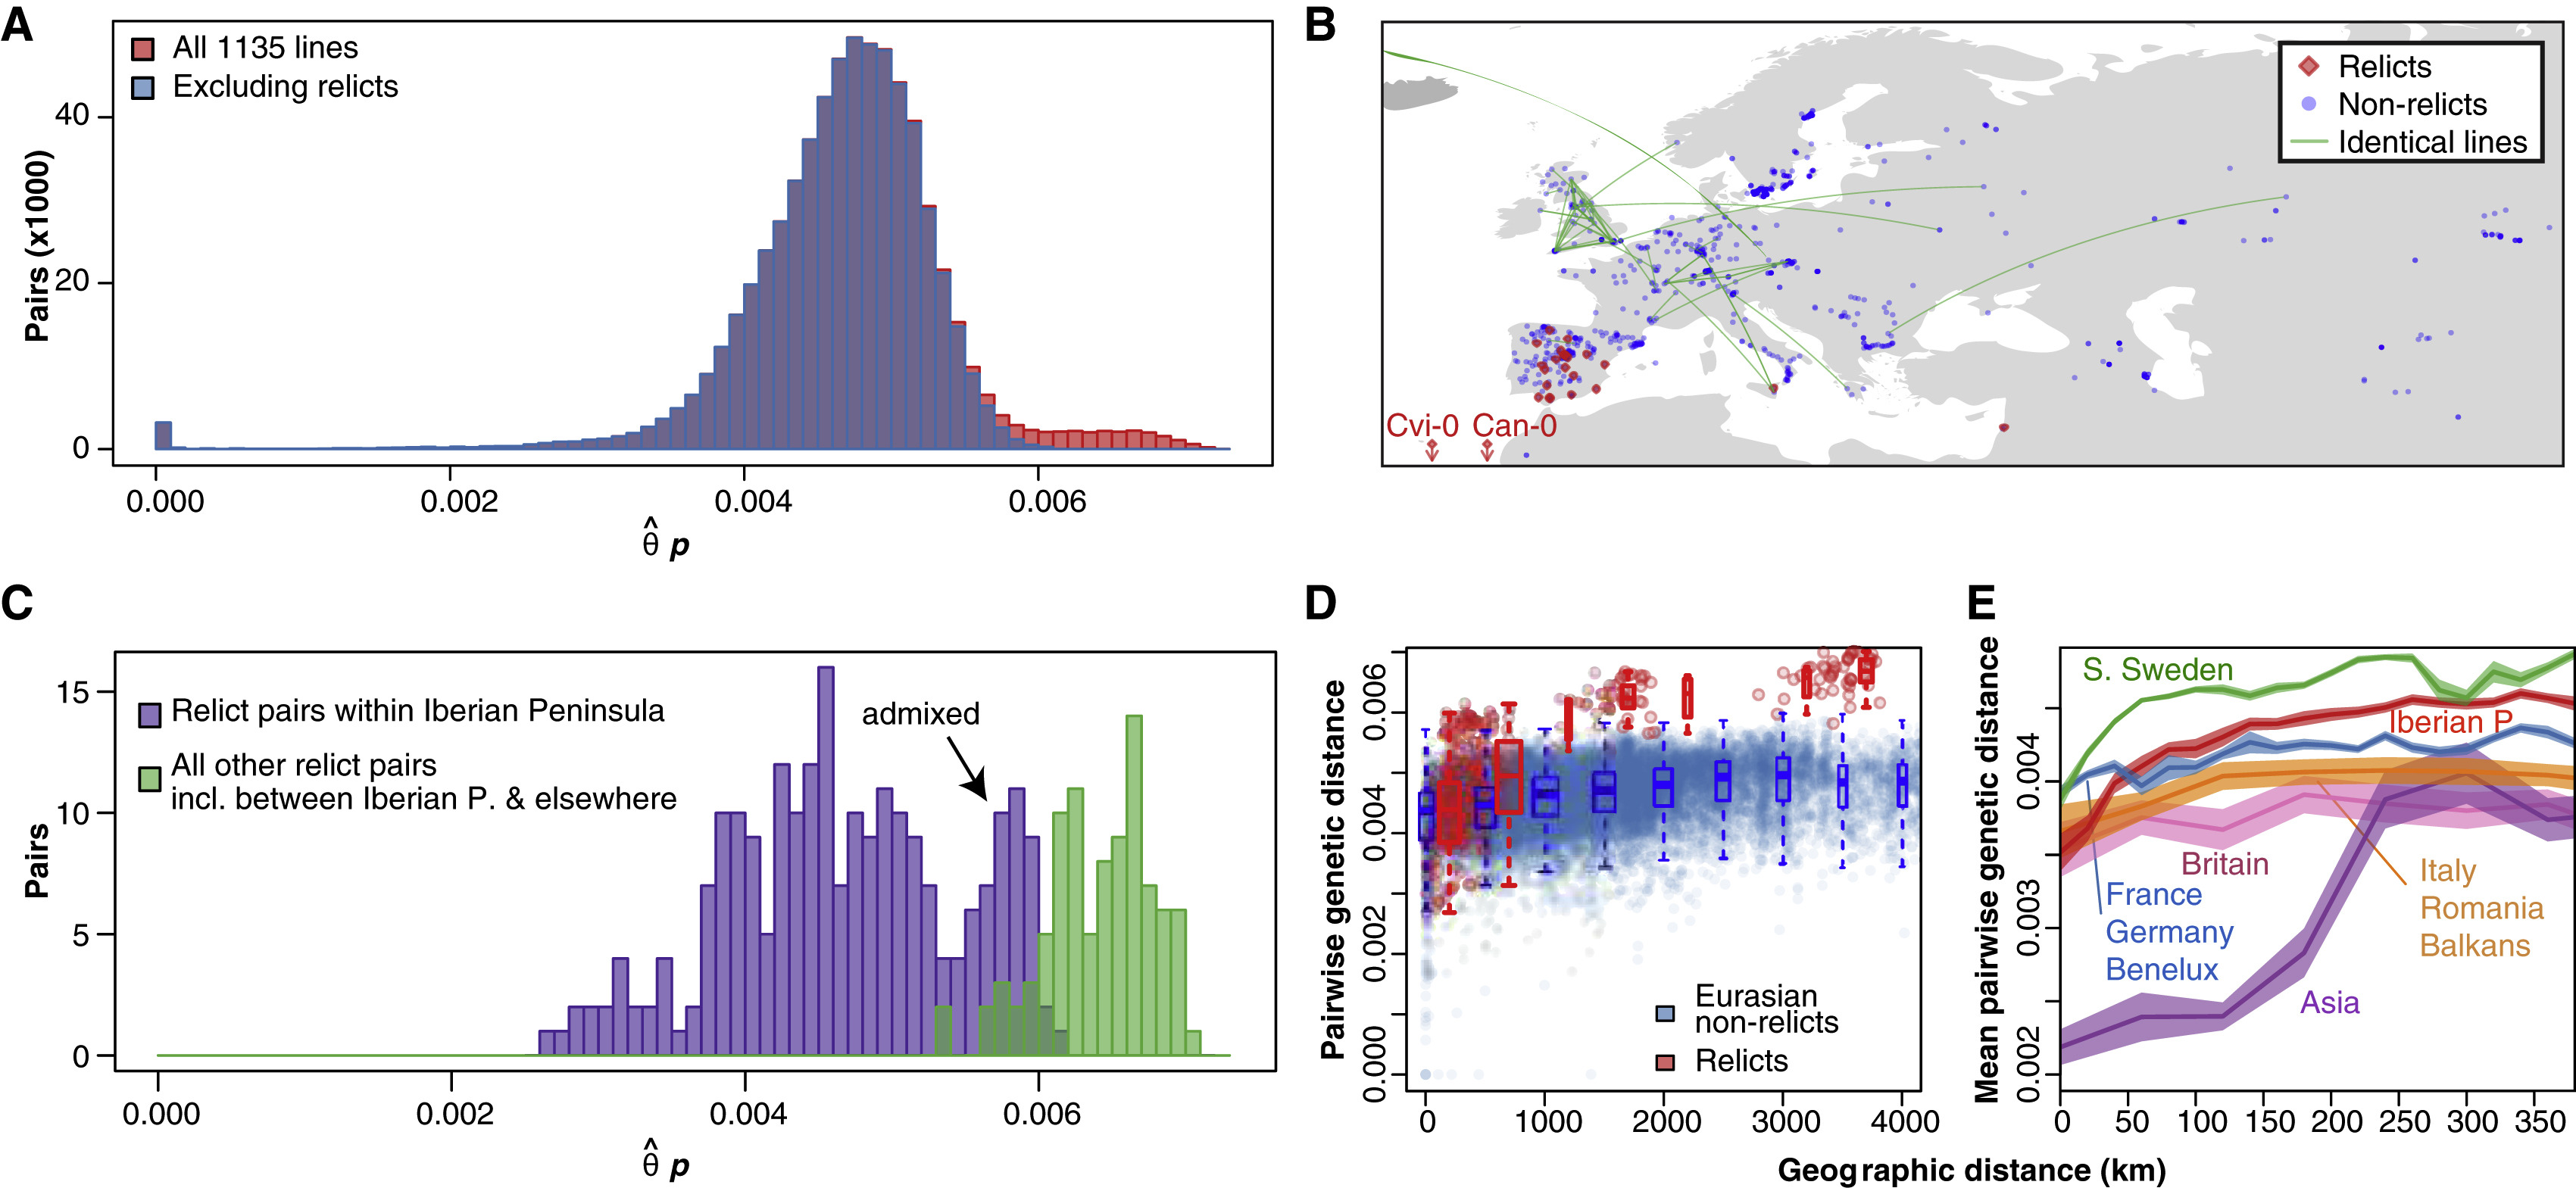 A
All 1135 lines
Excluding relicts
Pairs (x1000)
40
20
0
0.000 0.002 0.004 0.006
θ̂ p
B
Relicts
Non-relicts
Identical lines
Cvi-0 Can-0
C
Relict pairs within Iberian Peninsula
All other relict pairs
incl. between Iberian P. & elsewhere
admixed
Pairs
15
10
5
0
0.000 0.002 0.004 0.006
θ̂ p
D
Pairwise genetic distance
0.006
0.004
0.002
0.000
Eurasian
non-relicts
Relicts
0 1000 2000 3000 4000
E
Mean pairwise genetic distance
0.004
0.003
0.002
S. Sweden
Iberian P
Britain
France
Germany
Benelux
Italy
Romania
Balkans
Asia
0 50 100 150 200 250 300 350
Geographic distance (km)